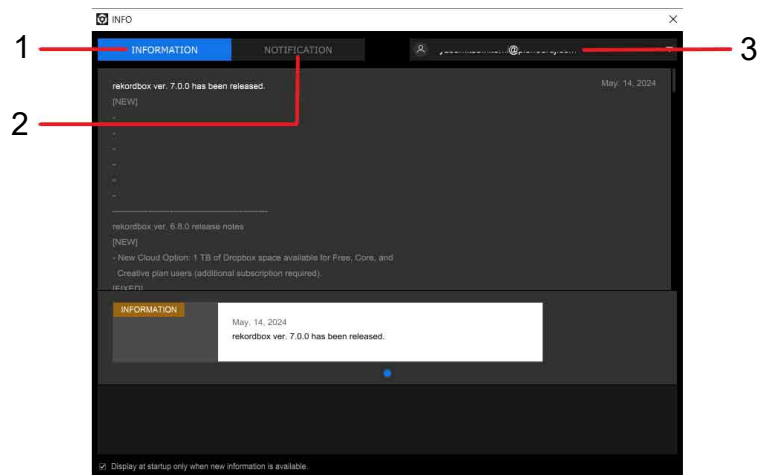 INFO
1
INFORMATION
NOTIFICATION
3
rekordbox ver. 7.0.0 has been released.
May. 14, 2024
[NEW]
2
-
-
-
-
-
-
------------------------------------------------
rekordbox ver. 6.8.0 release notes
[NEW]
- New Cloud Option: 1 TB of Dropbox space available for Free, Core, and
Creative plan users (additional subscription required).
[FIXED]
INFORMATION
May. 14, 2024
rekordbox ver. 7.0.0 has been released.
Display at startup only when new information is available.